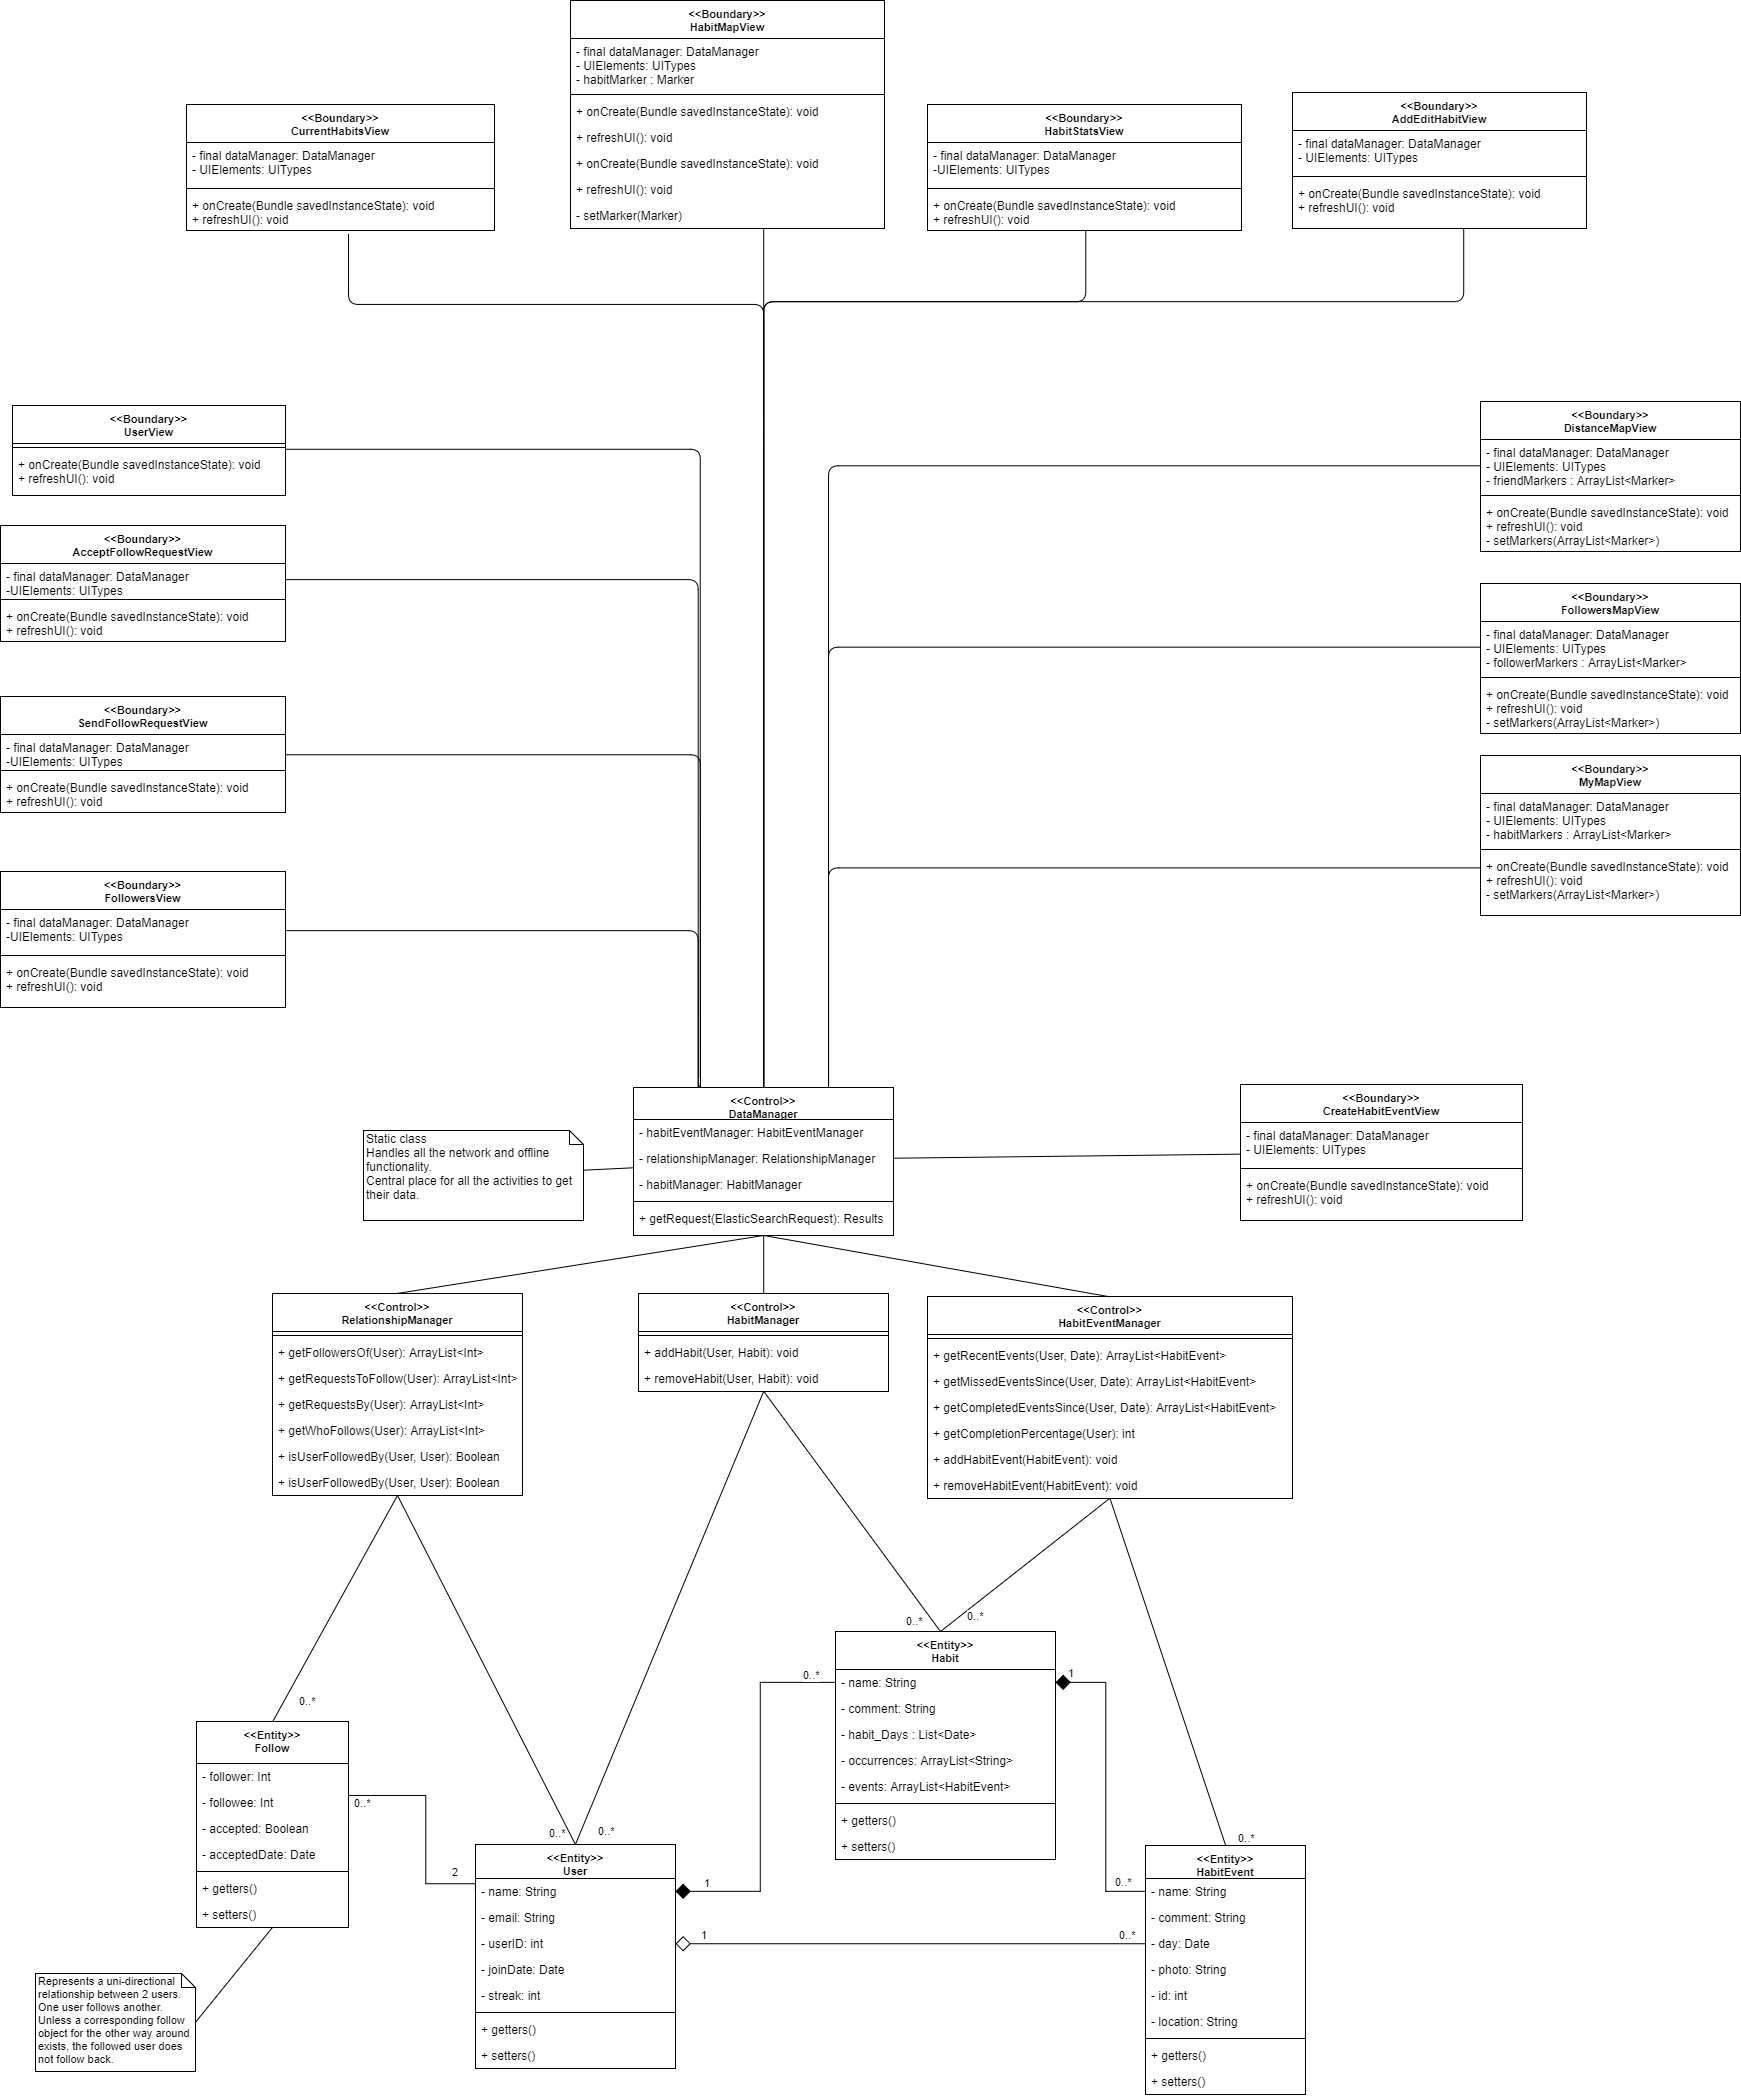 <<Boundary>>
HabitMapView
- final dataManager: DataManager
- UIElements: UITypes
- habitMarker : Marker
+ onCreate(Bundle savedInstanceState): void
+ refreshUI(): void
+ onCreate(Bundle savedInstanceState): void
+ refreshUI(): void
- setMarker(Marker)
<<Boundary>>
CurrentHabitsView
- final dataManager: DataManager
- UIElements: UITypes
+ onCreate(Bundle savedInstanceState): void
+ refreshUI(): void
<<Boundary>>
HabitStatsView
- final dataManager: DataManager
-UIElements: UITypes
+ onCreate(Bundle savedInstanceState): void
+ refreshUI(): void
<<Boundary>>
AddEditHabitView
- final dataManager: DataManager
- UIElements: UITypes
+ onCreate(Bundle savedInstanceState): void
+ refreshUI(): void
<<Boundary>>
UserView
+ onCreate(Bundle savedInstanceState): void
+ refreshUI(): void
<<Boundary>>
AcceptFollowRequestView
- final dataManager: DataManager
-UIElements: UITypes
+ onCreate(Bundle savedInstanceState): void
+ refreshUI(): void
<<Boundary>>
SendFollowRequestView
- final dataManager: DataManager
-UIElements: UITypes
+ onCreate(Bundle savedInstanceState): void
+ refreshUI(): void
<<Boundary>>
FollowersView
- final dataManager: DataManager
-UIElements: UITypes
+ onCreate(Bundle savedInstanceState): void
+ refreshUI(): void
<<Boundary>>
DistanceMapView
- final dataManager: DataManager
- UIElements: UITypes
- friendMarkers : ArrayList<Marker>
+ onCreate(Bundle savedInstanceState): void
+ refreshUI(): void
- setMarkers(ArrayList<Marker>)
<<Boundary>>
FollowersMapView
- final dataManager: DataManager
- UIElements: UITypes
- followerMarkers : ArrayList<Marker>
+ onCreate(Bundle savedInstanceState): void
+ refreshUI(): void
- setMarkers(ArrayList<Marker>)
<<Boundary>>
MyMapView
- final dataManager: DataManager
- UIElements: UITypes
- habitMarkers : ArrayList<Marker>
+ onCreate(Bundle savedInstanceState): void
+ refreshUI(): void
- setMarkers(ArrayList<Marker>)
Static class
Handles all the network and offline
functionality.
Central place for all the activities to get
their data.
<<Control>>
DataManager
- habitEventManager: HabitEventManager
- relationshipManager: RelationshipManager
- habitManager: HabitManager
+ getRequest(ElasticSearchRequest): Results
<<Boundary>>
CreateHabitEventView
- final dataManager: DataManager
- UIElements: UITypes
+ onCreate(Bundle savedInstanceState): void
+ refreshUI(): void
<<Control>>
RelationshipManager
+ getFollowersOf(User): ArrayList<Int>
+ getRequestsToFollow(User): ArrayList<Int>
+ getRequestsBy(User): ArrayList<Int>
+ getWhoFollows(User): ArrayList<Int>
+ isUserFollowedBy(User, User): Boolean
+ isUserFollowedBy(User, User): Boolean
<<Control>>
HabitManager
+ addHabit(User, Habit): void
+ removeHabit(User, Habit): void
<<Control>>
HabitEventManager
+ getRecentEvents(User, Date): ArrayList<HabitEvent>
+ getMissedEventsSince(User, Date): ArrayList<HabitEvent>
+ getCompletedEventsSince(User, Date): ArrayList<HabitEvent>
+ getCompletionPercentage(User): int
+ addHabitEvent(HabitEvent): void
+ removeHabitEvent(HabitEvent): void
0..*
0..*
<<Entity>>
Habit
- name: String
- comment: String
- habit_Days : List<Date>
- occurrences: ArrayList<String>
- events: ArrayList<HabitEvent>
+ getters()
+ setters()
0..*
1
0..*
<<Entity>>
Follow
- follower: Int
- followee: Int
- accepted: Boolean
- acceptedDate: Date
+ getters()
+ setters()
0..*
2
0..*
0..*
<<Entity>>
User
- name: String
- email: String
- userID: int
- joinDate: Date
- streak: int
+ getters()
+ setters()
1
1
0..*
0..*
0..*
<<Entity>>
HabitEvent
- name: String
- comment: String
- day: Date
- photo: String
- id: int
- location: String
+ getters()
+ setters()
Represents a uni-directional
relationship between 2 users.
One user follows another.
Unless a corresponding follow
object for the other way around
exists, the followed user does
not follow back.